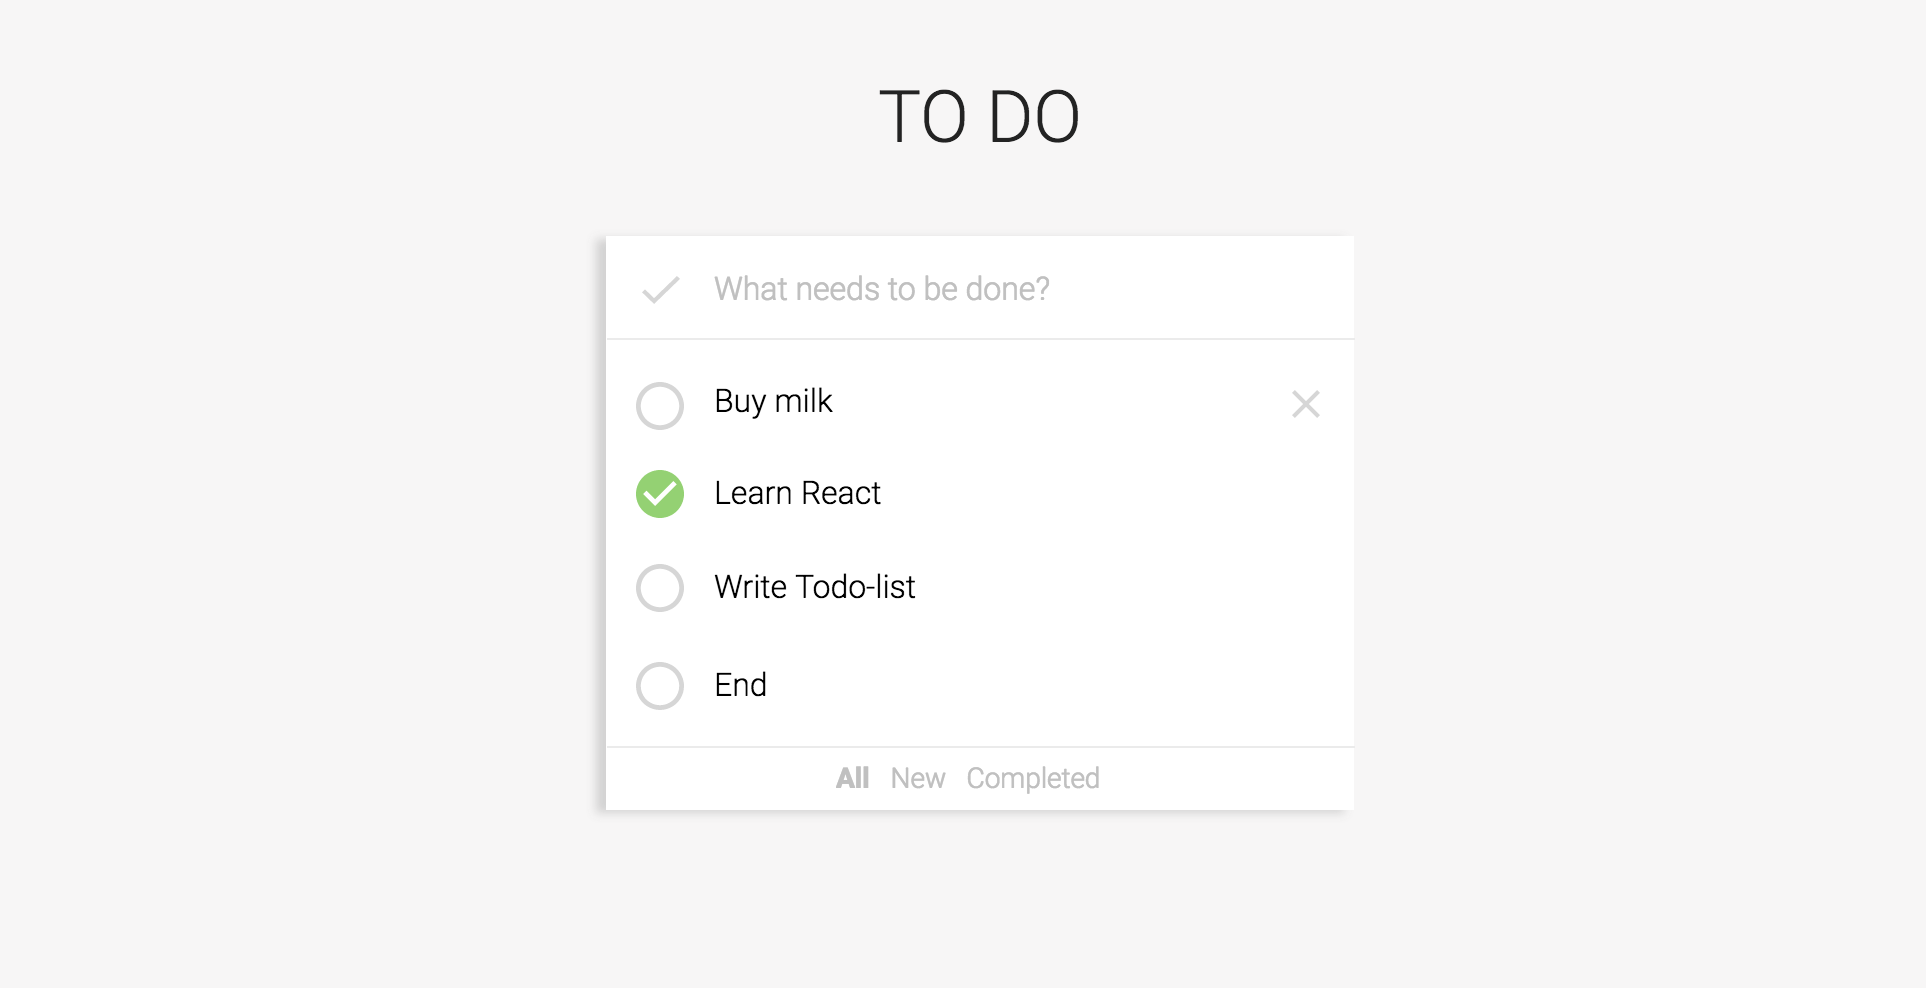 TO DO
What needs to be done?
Buy milk
Learn React
Write Todo-list
End
All New Completed